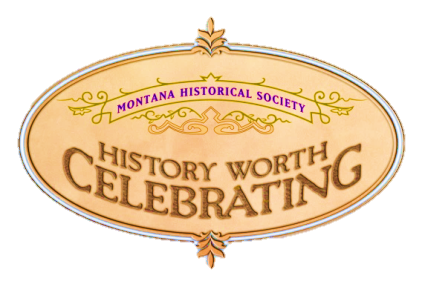 MONTANA HISTORICAL SOCIETY
HISTORY WORTH
CELEBRATING